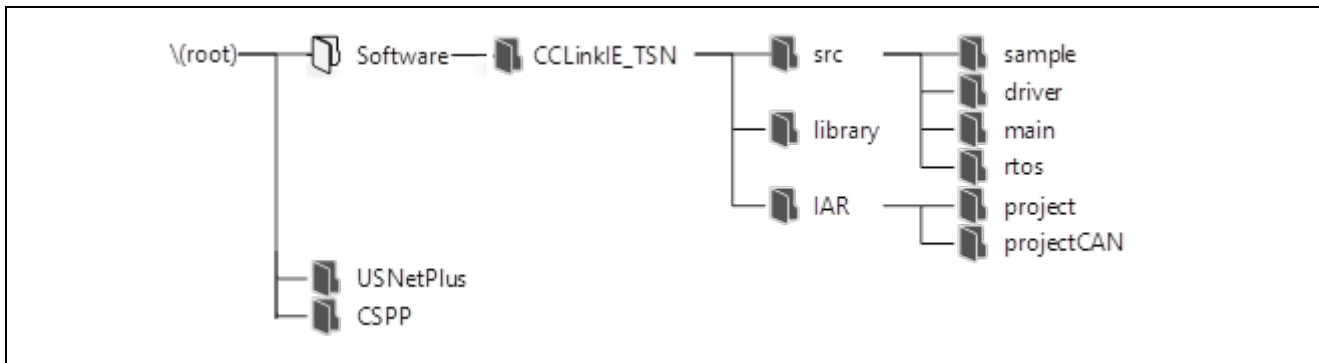 \(root) Software CCLinkIE_TSN src sample
driver
library main
rtos
IAR project
projectCAN
USNetPlus
CSPP